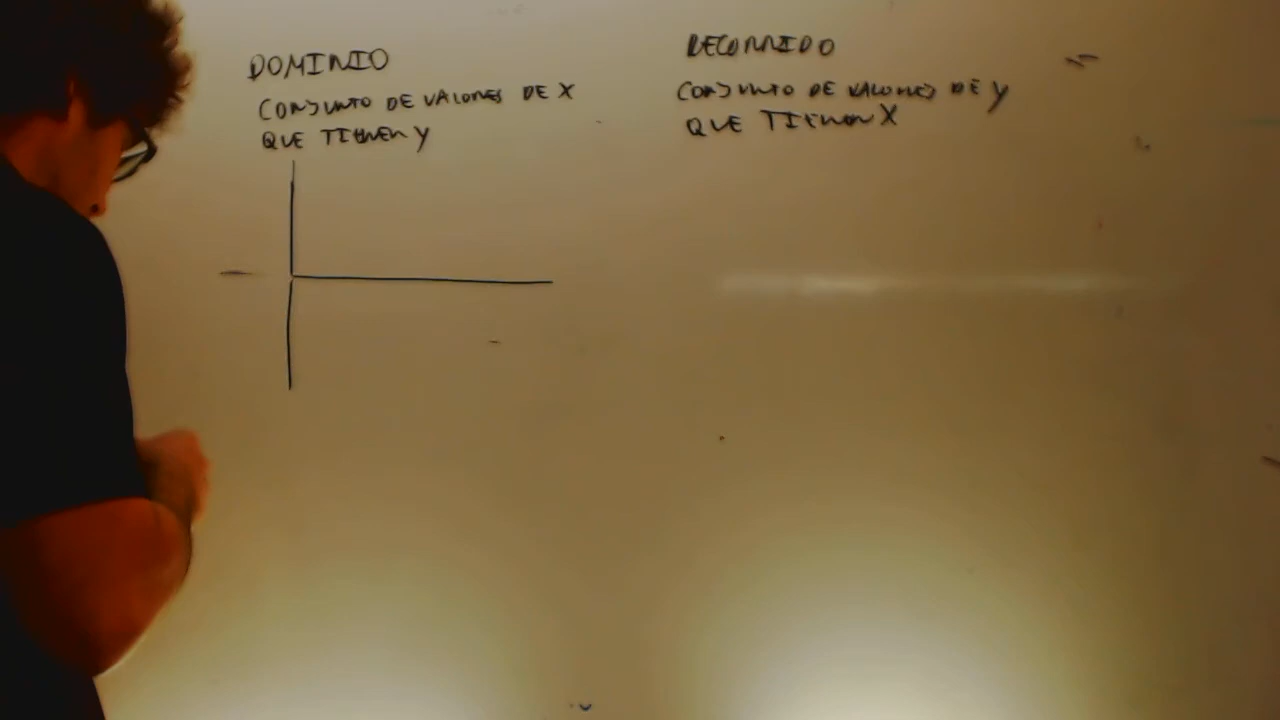 DOMINIO
CONJUNTO DE VALORES DE X
QUE TIENEN Y
RECORRIDO
CONJUNTO DE VALORES DE Y
QUE TIENEN X